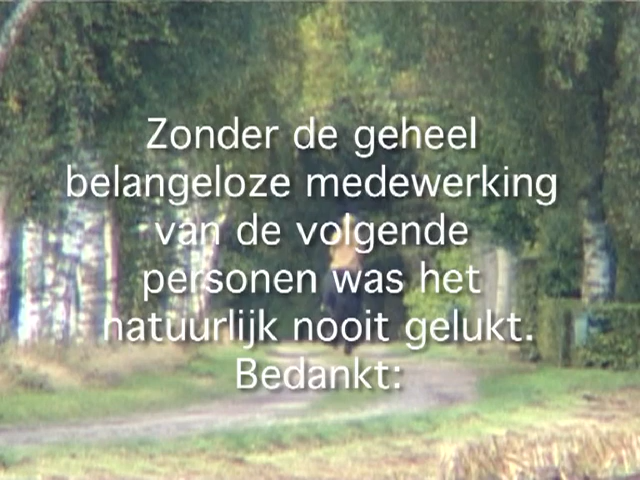 Zonder de geheel
belangeloze medewerking
van de volgende
personen was het
natuurlijk nooit gelukt.
Bedankt: